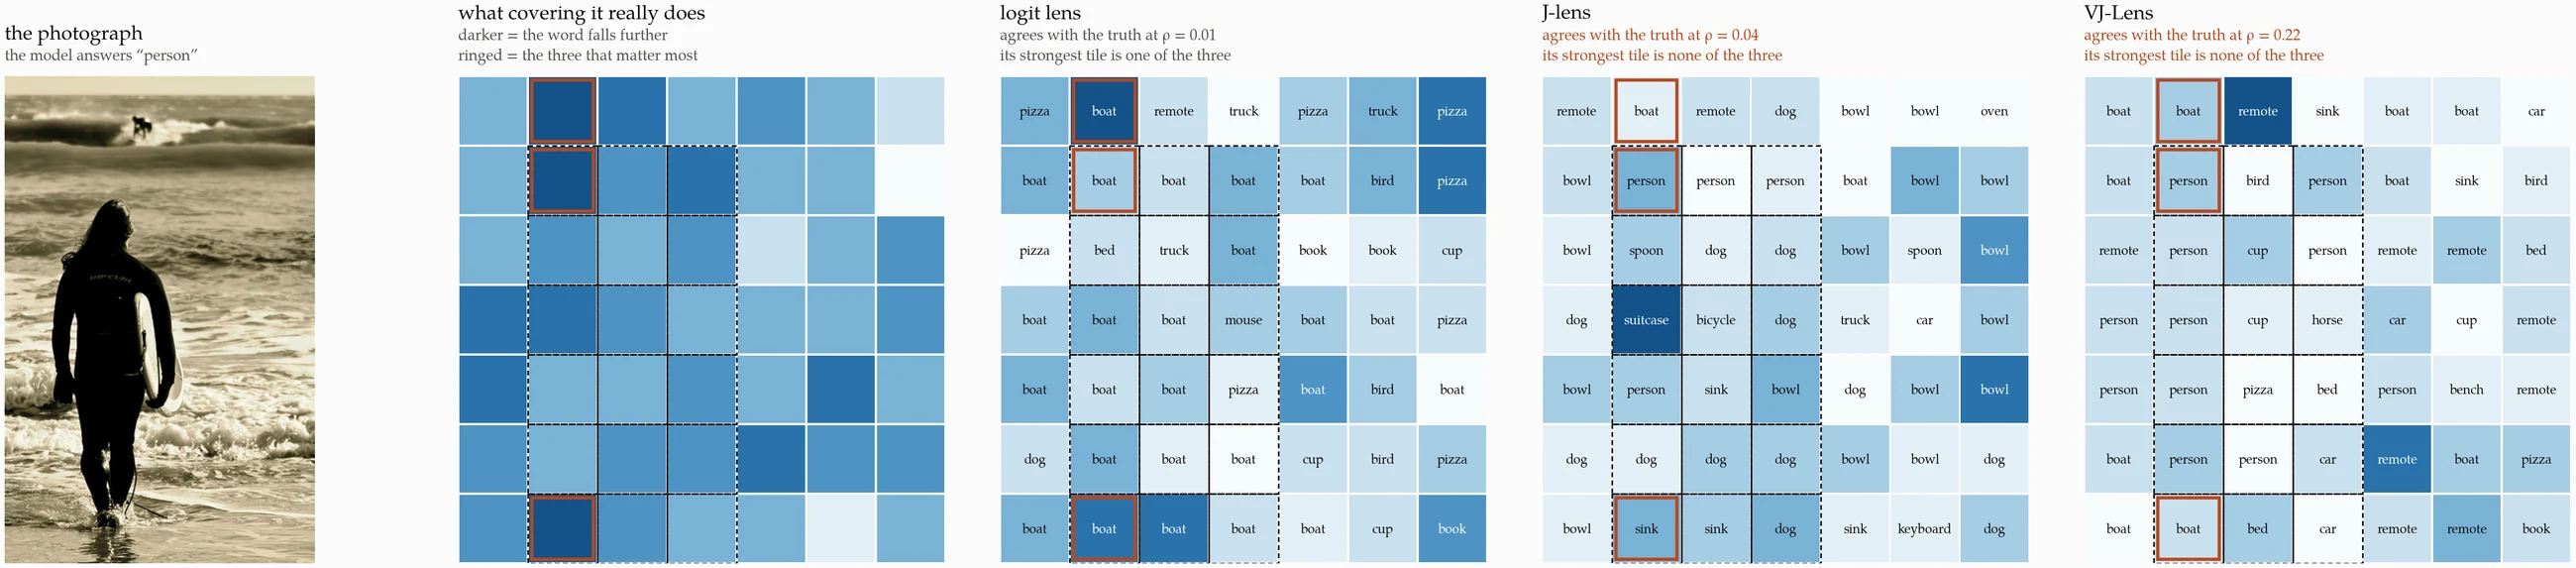 the photograph
the model answers “person”
RIP CURL
what covering it really does
darker = the word falls further
ringed = the three that matter most
logit lens
agrees with the truth at ρ = 0.01
its strongest tile is one of the three
pizza boat remote truck pizza truck pizza
boat boat boat boat boat bird pizza
pizza bed truck boat book book cup
boat boat boat mouse boat boat pizza
boat boat boat pizza boat bird boat
dog boat boat boat cup bird pizza
boat boat boat boat boat cup book
J-lens
agrees with the truth at ρ = 0.04
its strongest tile is none of the three
remote boat remote dog bowl bowl oven
bowl person person person boat bowl bowl
bowl spoon dog dog bowl spoon bowl
dog suitcase bicycle dog truck car bowl
bowl person sink bowl dog bowl bowl
dog dog dog dog bowl bowl dog
bowl sink sink dog sink keyboard dog
VJ-Lens
agrees with the truth at ρ = 0.22
its strongest tile is none of the three
boat boat remote sink boat boat car
boat person bird person boat sink bird
remote person cup person remote remote bed
person person cup horse car cup remote
person person pizza bed person bench remote
boat person person car remote boat pizza
boat boat bed car remote remote book